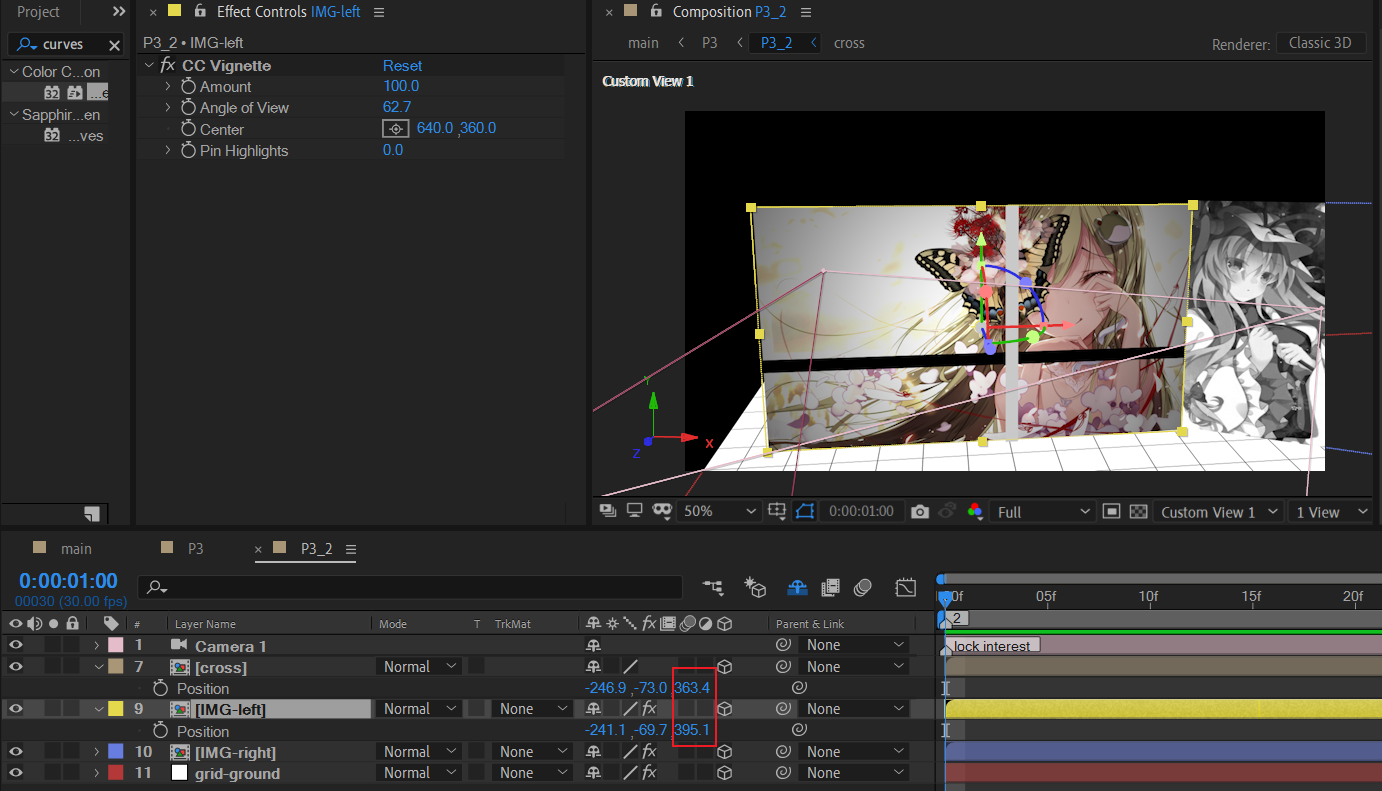 Project
Effect Controls IMG-left
Composition P3_2
curves
P3_2 • IMG-left
main P3 P3_2 cross
Renderer: Classic 3D
Color C...on
...e
Sapphir...en
32 ...ves
fx CC Vignette Reset
Amount 100.0
Angle of View 62.7
Center 640.0 ,360.0
Pin Highlights 0.0
Custom View 1
Y
X
Z
50% 0:00:01:00 Full Custom View 1 1 View
main P3 P3_2
0:00:01:00
00030 (30.00 fps)
00f 05f 10f 15f 20f
# Layer Name Mode T TrkMat fx Parent & Link
2
1 Camera 1 None
lock interest
7 [cross] Normal None
Position -246.9 ,-73.0 ,363.4
9 [IMG-left] Normal None fx None
Position -241.1 ,-69.7 ,395.1
10 [IMG-right] Normal None fx None
11 grid-ground Normal None fx None